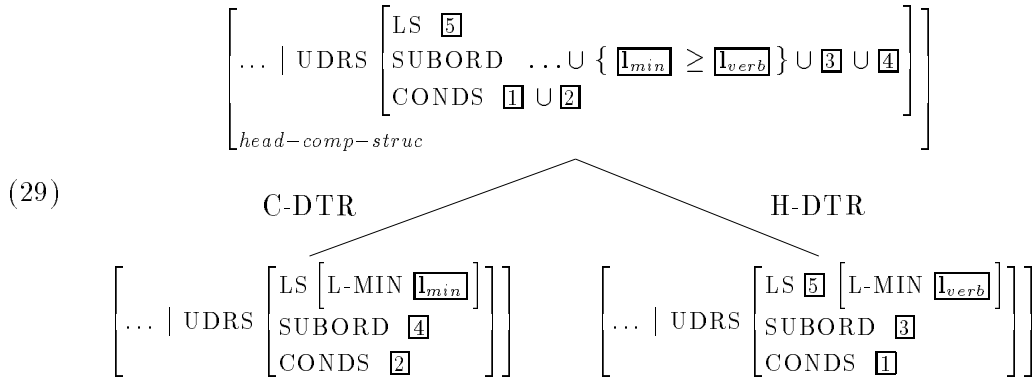 LS 5
... | UDRS SUBORD ... ∪ { l_min ≥ l_verb } ∪ 3 ∪ 4
CONDS 1 ∪ 2
head−comp−struc
(29)
C-DTR H-DTR
LS [L-MIN l_min] LS 5 [L-MIN l_verb]
... | UDRS SUBORD 4 ... | UDRS SUBORD 3
CONDS 2 CONDS 1